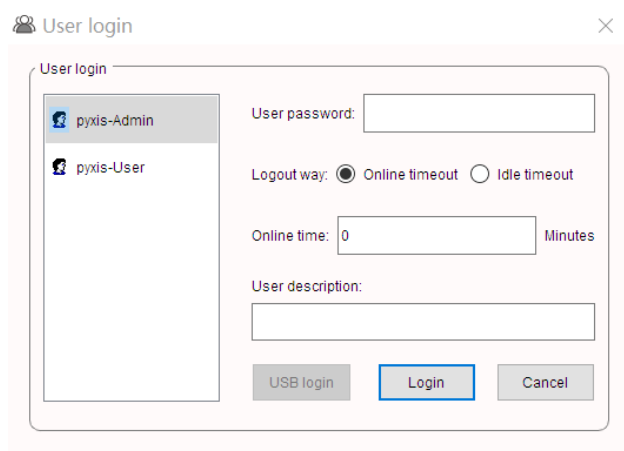 User login
User login
pyxis-Admin
pyxis-User
User password:
Logout way: Online timeout Idle timeout
Online time: 0 Minutes
User description:
USB login Login Cancel